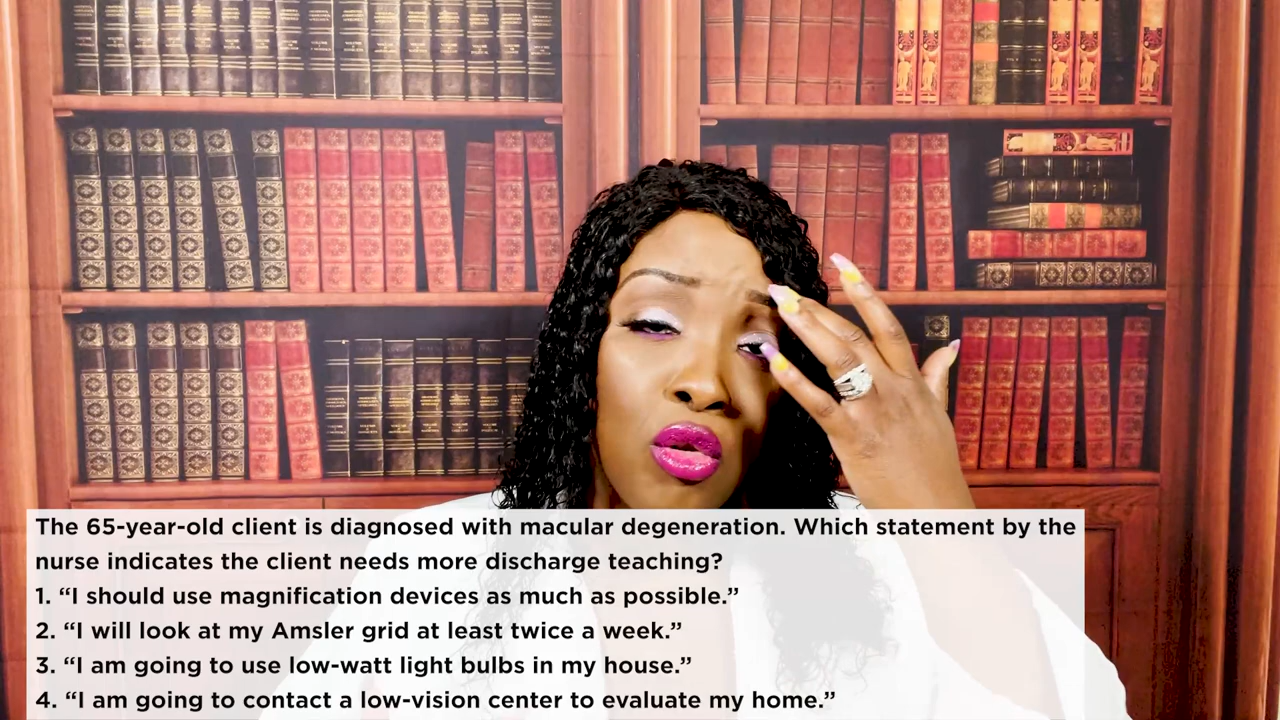 The 65-year-old client is diagnosed with macular degeneration. Which statement by the
nurse indicates the client needs more discharge teaching?
1. “I should use magnification devices as much as possible.”
2. “I will look at my Amsler grid at least twice a week.”
3. “I am going to use low-watt light bulbs in my house.”
4. “I am going to contact a low-vision center to evaluate my home.”